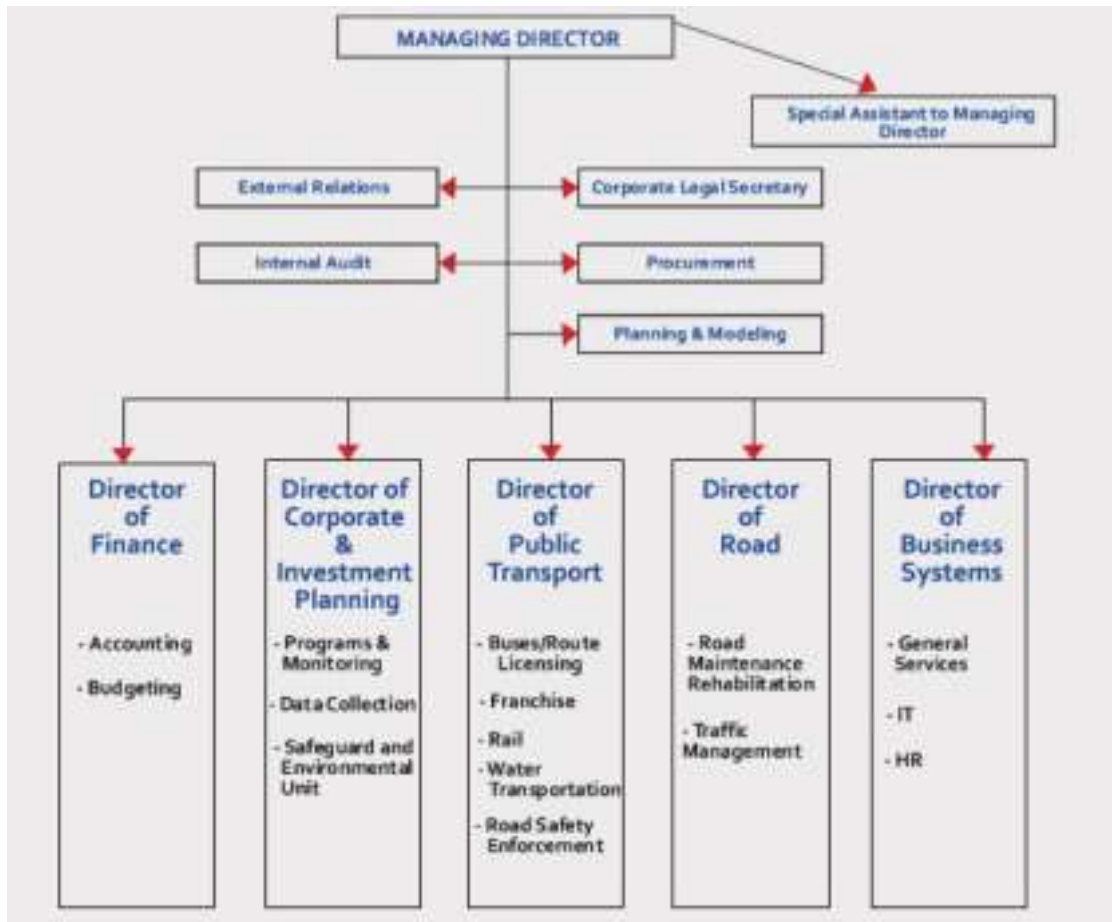 MANAGING DIRECTOR
Special Assistant to Managing
Director
External Relations
Corporate Legal Secretary
Internal Audit
Procurement
Planning & Modeling
Director
of
Finance
- Accounting
- Budgeting
Director of
Corporate
&
Investment
Planning
- Programs &
Monitoring
- Data Collection
- Safeguard and
Environmental
Unit
Director
of
Public
Transport
- Buses/Route
Licensing
- Franchise
- Rail
- Water
Transportation
- Road Safety
Enforcement
Director
of
Road
- Road
Maintenance
Rehabilitation
- Traffic
Management
Director
of
Business
Systems
- General
Services
- IT
- HR